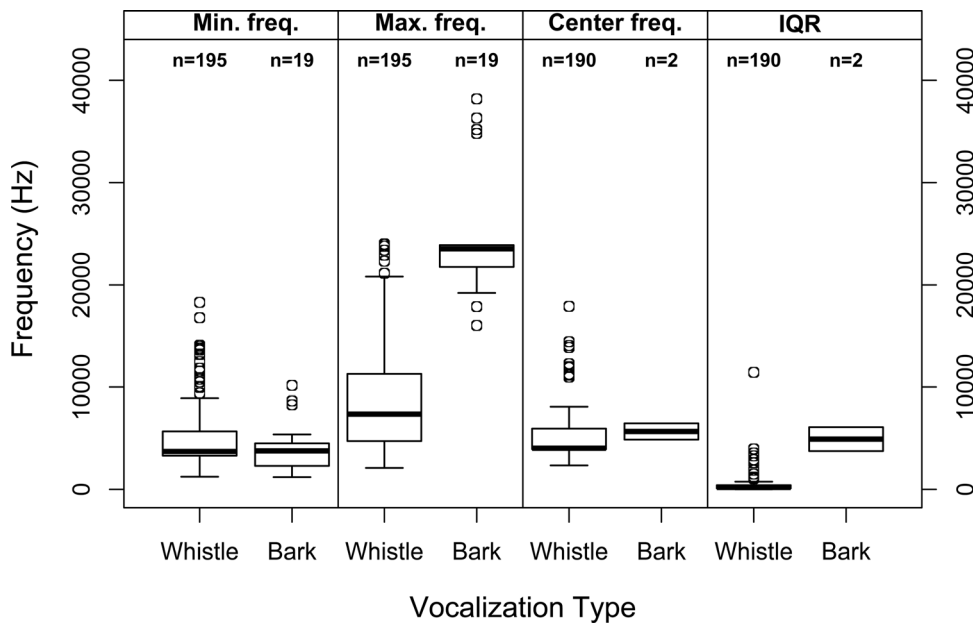 Min. freq. Max. freq. Center freq. IQR
n=195 n=19 n=195 n=19 n=190 n=2 n=190 n=2
Frequency (Hz)
40000 40000
30000 30000
20000 20000
10000 10000
0 0
Whistle Bark Whistle Bark Whistle Bark Whistle Bark
Vocalization Type